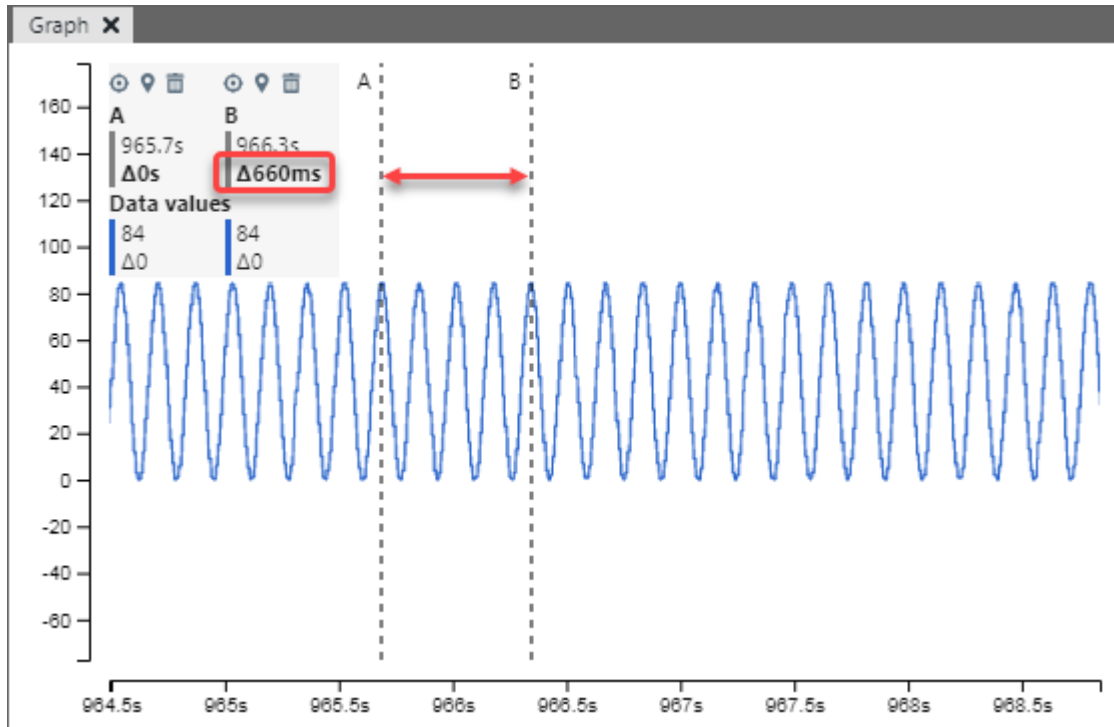 Graph
A B
A B
965.7s 966.3s
Δ0s Δ660ms
Data values
84 84
Δ0 Δ0
160
140
120
100
80
60
40
20
0
-20
-40
-60
964.5s 965s 965.5s 966s 966.5s 967s 967.5s 968s 968.5s